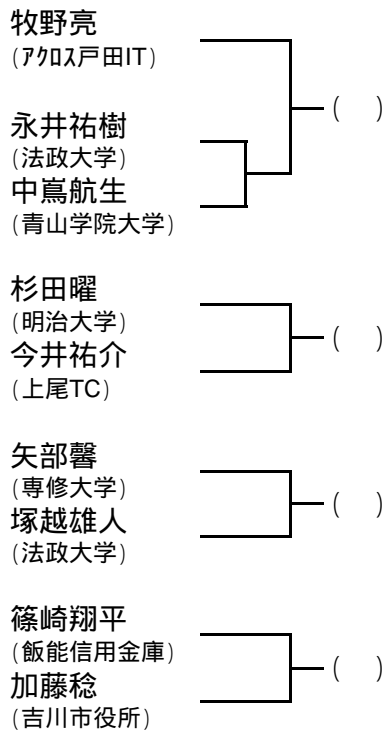 牧野亮
(ｱｸﾛｽ戸田IT)
(　)
永井祐樹
(法政大学)
中嶌航生
(青山学院大学)
杉田曜
(明治大学)
(　)
今井祐介
(上尾TC)
矢部馨
(専修大学)
(　)
塚越雄人
(法政大学)
篠崎翔平
(飯能信用金庫)
(　)
加藤稔
(吉川市役所)